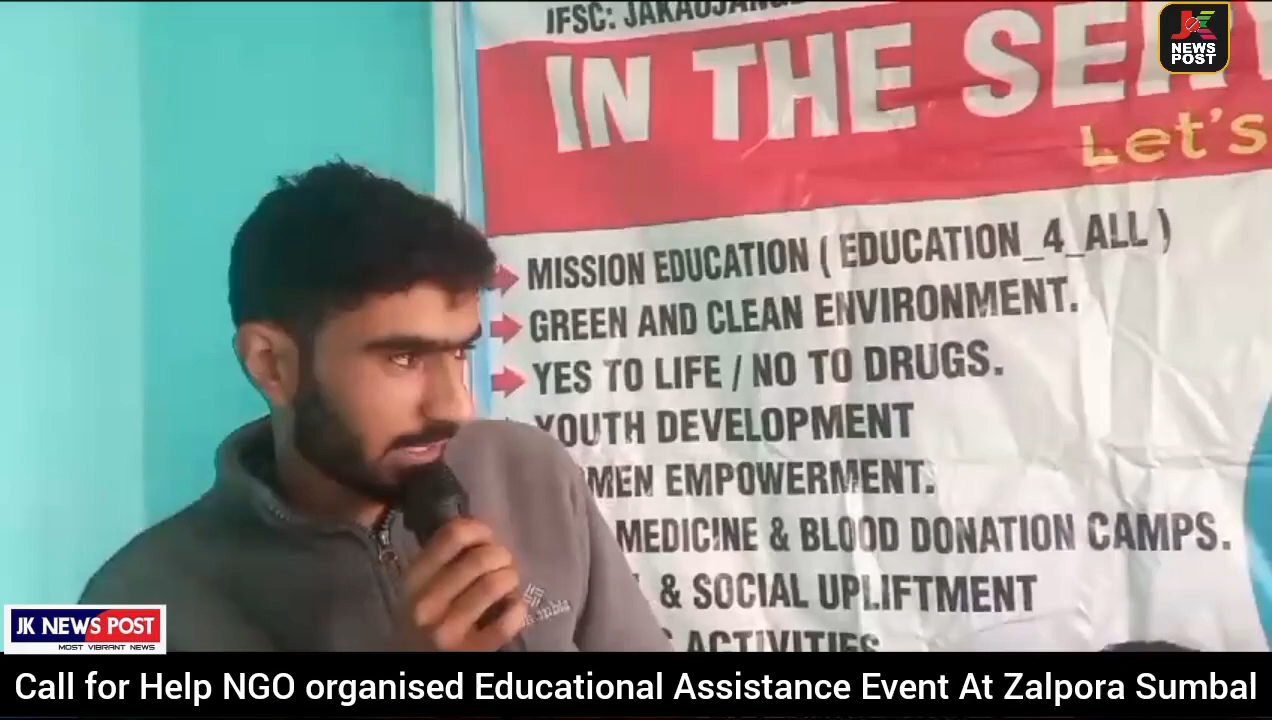 IFSC:
JK
NEWS
POST
IN THE SER
Let's
MISSION EDUCATION ( EDUCATION_4_ALL )
GREEN AND CLEAN ENVIRONMENT.
YES TO LIFE / NO TO DRUGS.
YOUTH DEVELOPMENT
MEN EMPOWERMENT.
MEDICINE & BLOOD DONATION CAMPS.
& SOCIAL UPLIFTMENT
ACTIVITIES
JK NEWS POST
MOST VIBRANT NEWS
Call for Help NGO organised Educational Assistance Event At Zalpora Sumbal